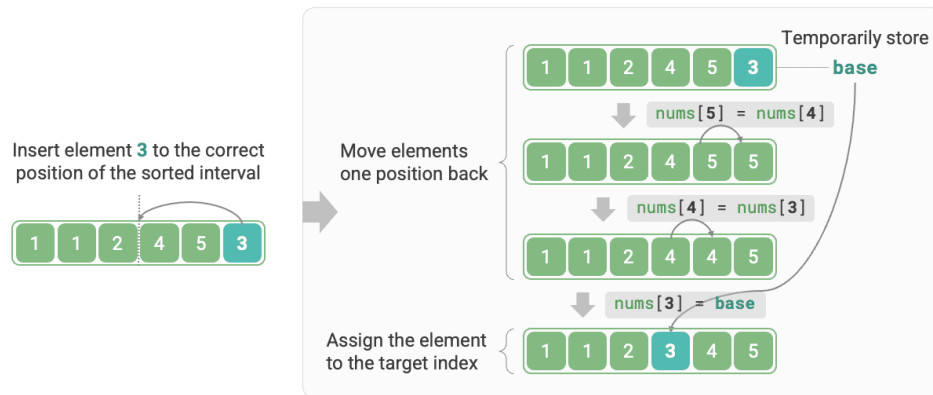 Insert element 3 to the correct
position of the sorted interval
1 1 2 4 5 3
Temporarily store
base
1 1 2 4 5 3
nums[5] = nums[4]
Move elements
one position back
1 1 2 4 5 5
nums[4] = nums[3]
1 1 2 4 4 5
nums[3] = base
Assign the element
to the target index
1 1 2 3 4 5